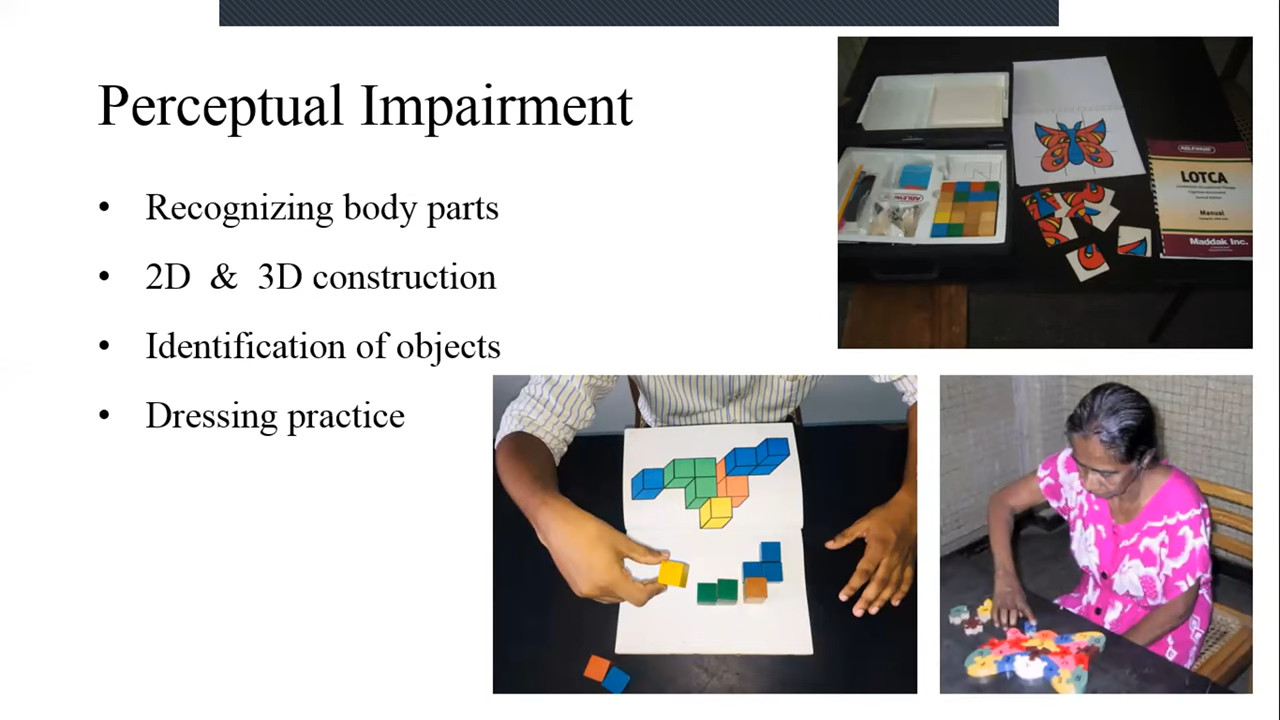 Perceptual Impairment
• Recognizing body parts
• 2D & 3D construction
• Identification of objects
• Dressing practice
LOTCA
Manual
Maddak Inc.